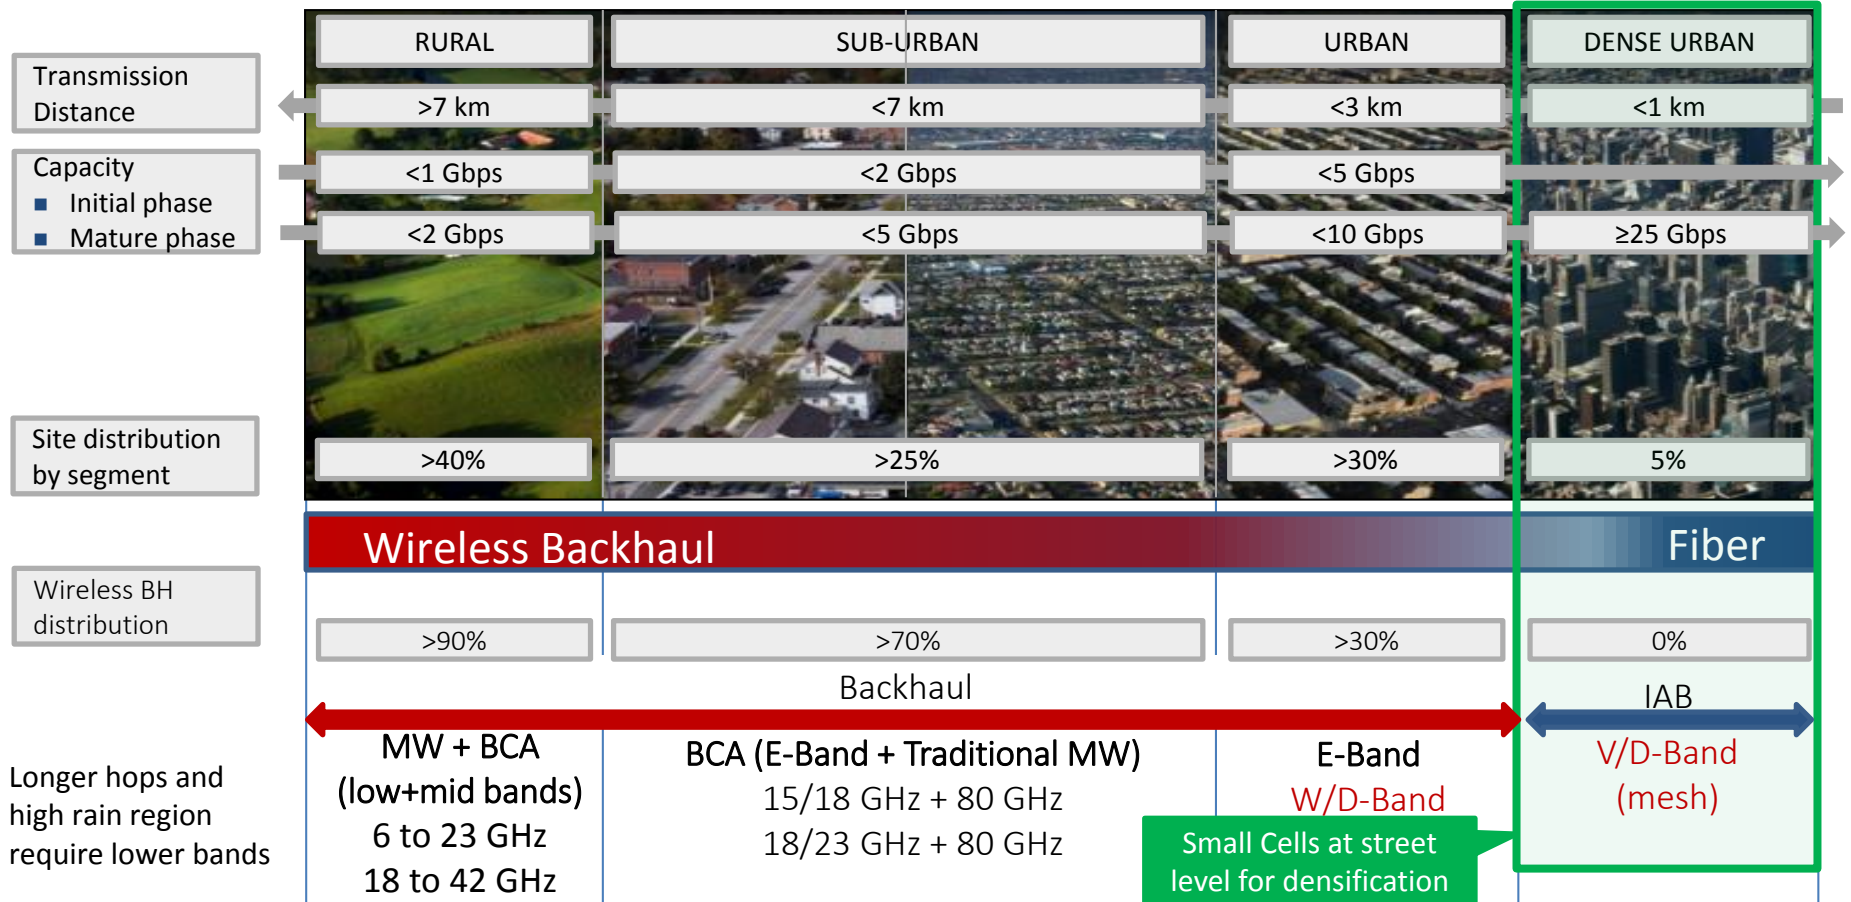 RURAL
SUB-URBAN
URBAN
DENSE URBAN
Transmission
Distance
>7 km
<7 km
<3 km
<1 km
Capacity
■ Initial phase
■ Mature phase
<1 Gbps
<2 Gbps
<5 Gbps
<2 Gbps
<5 Gbps
<10 Gbps
≥25 Gbps
Site distribution
by segment
>40%
>25%
>30%
5%
Wireless Backhaul
Fiber
Wireless BH
distribution
>90%
>70%
>30%
0%
Backhaul
IAB
Longer hops and
high rain region
require lower bands
MW + BCA
(low+mid bands)
6 to 23 GHz
18 to 42 GHz
BCA (E-Band + Traditional MW)
15/18 GHz + 80 GHz
18/23 GHz + 80 GHz
E-Band
W/D-Band
V/D-Band
(mesh)
Small Cells at street
level for densification